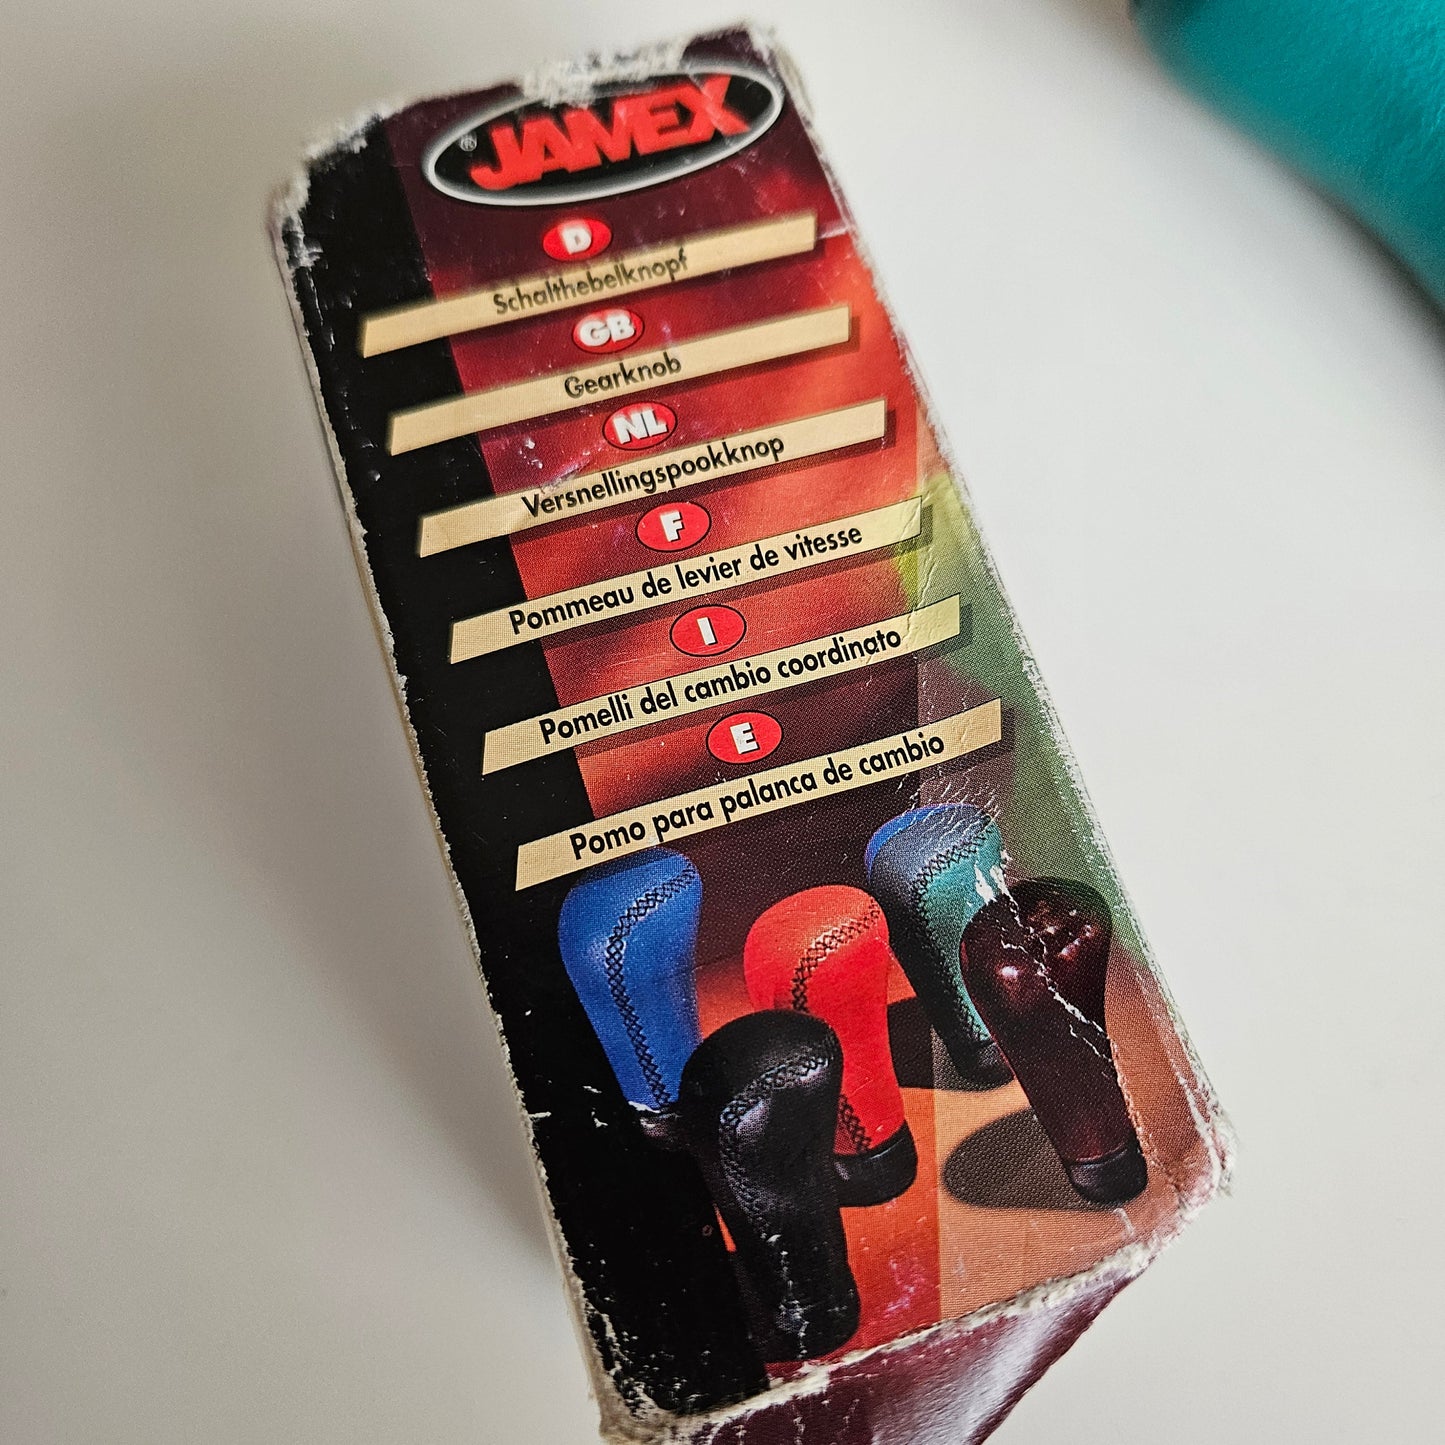 ® JAMEX
D
Schalthebelknopf
GB
Gearknob
NL
Versnellingspookknop
F
Pommeau de levier de vitesse
I
Pomelli del cambio coordinato
E
Pomo para palanca de cambio